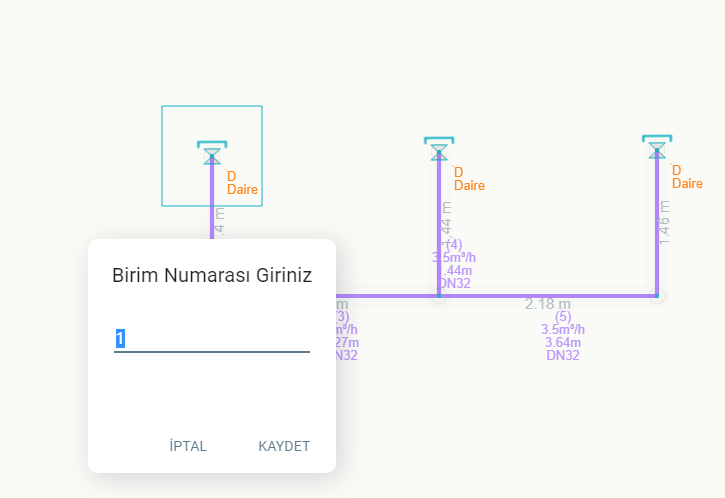 D
Daire
D
Daire
D
Daire
.4 m
1.44 m
1.46 m
(4)
3.5m³/h
.44m
DN32
Birim Numarası Giriniz
1
İPTAL
KAYDET
m
(3)
m³/h
27m
N32
2.18 m
(5)
3.5m³/h
3.64m
DN32